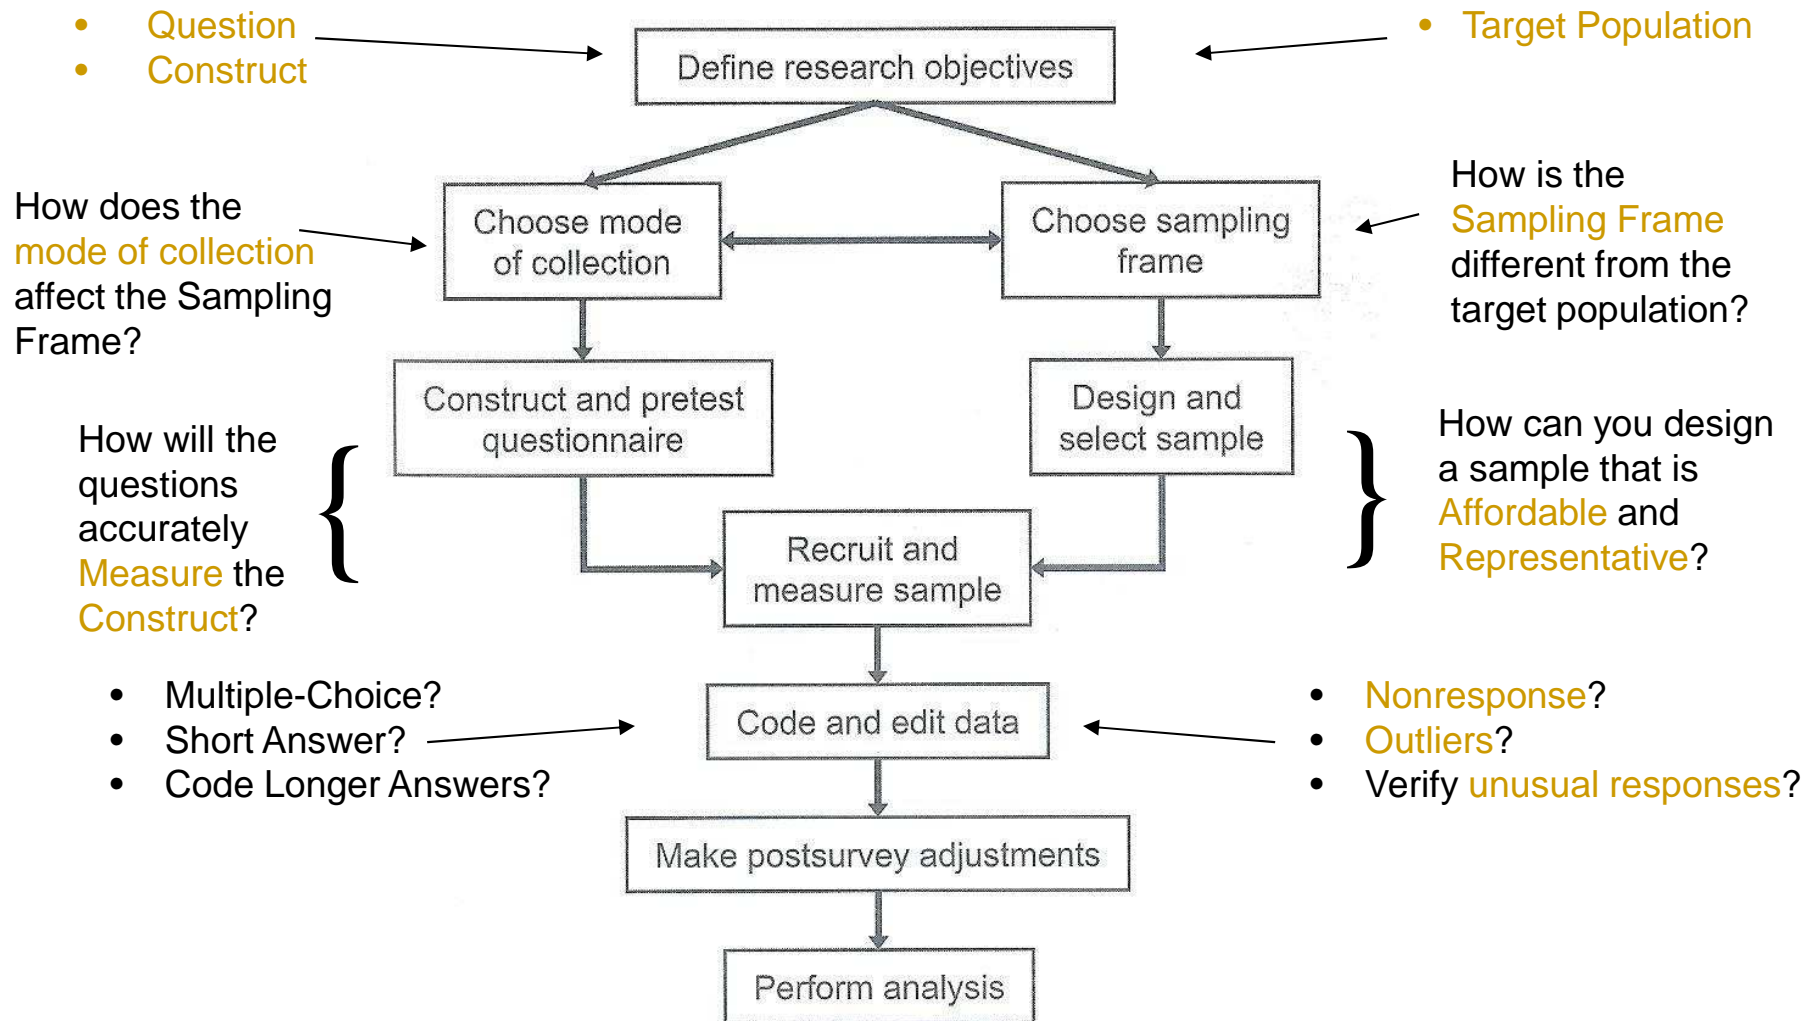 • Question
• Construct
• Target Population
Define research objectives
How does the
mode of collection
affect the Sampling
Frame?
Choose mode
of collection
Choose sampling
frame
How is the
Sampling Frame
different from the
target population?
Construct and pretest
questionnaire
Design and
select sample
How will the
questions
accurately
Measure the
Construct?
{
}
How can you design
a sample that is
Affordable and
Representative?
Recruit and
measure sample
• Multiple-Choice?
• Short Answer?
• Code Longer Answers?
Code and edit data
• Nonresponse?
• Outliers?
• Verify unusual responses?
Make postsurvey adjustments
Perform analysis